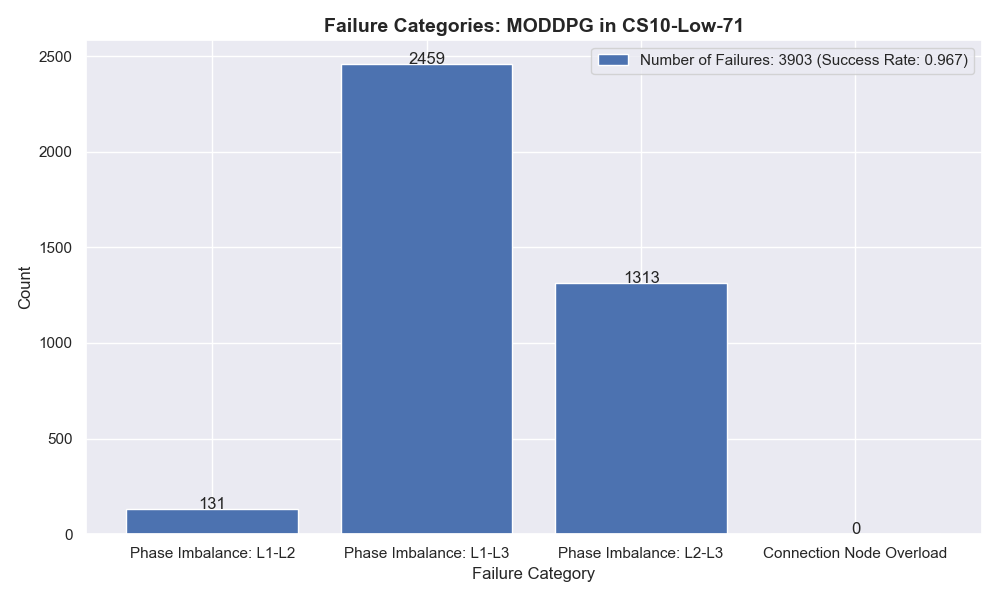 Failure Categories: MODDPG in CS10-Low-71
Number of Failures: 3903 (Success Rate: 0.967)
Count
2500
2000
1500
1000
500
0
131
2459
1313
0
Phase Imbalance: L1-L2
Phase Imbalance: L1-L3
Phase Imbalance: L2-L3
Connection Node Overload
Failure Category